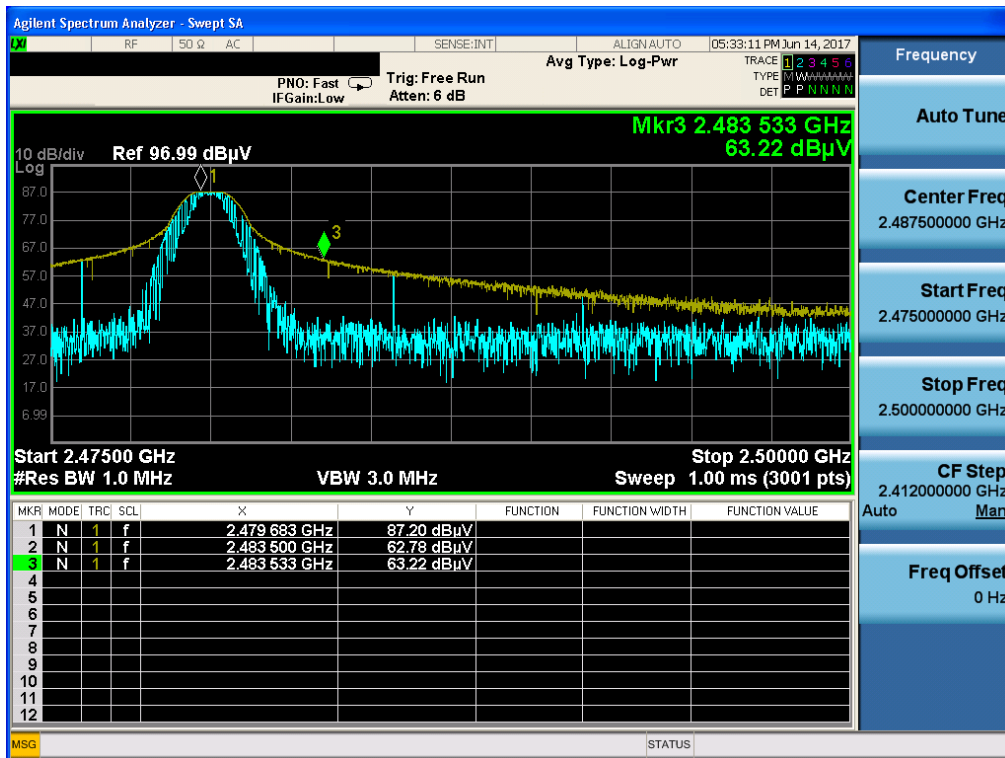 Agilent Spectrum Analyzer - Swept SA
LXI RF 50 Ω AC SENSE:INT ALIGN AUTO 05:33:11 PM Jun 14, 2017
Frequency
PNO: Fast Trig: Free Run Avg Type: Log-Pwr TRACE 1 2 3 4 5 6
IFGain:Low Atten: 6 dB TYPE M W
DET P P N N N N
Auto Tune
Mkr3 2.483 533 GHz
63.22 dBµV
10 dB/div Ref 96.99 dBµV
Log
1
87.0
77.0
3
67.0
57.0
47.0
37.0
27.0
17.0
6.99
Center Freq
2.487500000 GHz
Start Freq
2.475000000 GHz
Stop Freq
2.500000000 GHz
Start 2.47500 GHz Stop 2.50000 GHz
#Res BW 1.0 MHz VBW 3.0 MHz Sweep 1.00 ms (3001 pts)
CF Step
2.412000000 GHz
Auto Man
MKR MODE TRC SCL X Y FUNCTION FUNCTION WIDTH FUNCTION VALUE
1 N 1 f 2.479 683 GHz 87.20 dBµV
2 N 1 f 2.483 500 GHz 62.78 dBµV
3 N 1 f 2.483 533 GHz 63.22 dBµV
4
5
6
7
8
9
10
11
12
Freq Offset
0 Hz
MSG STATUS